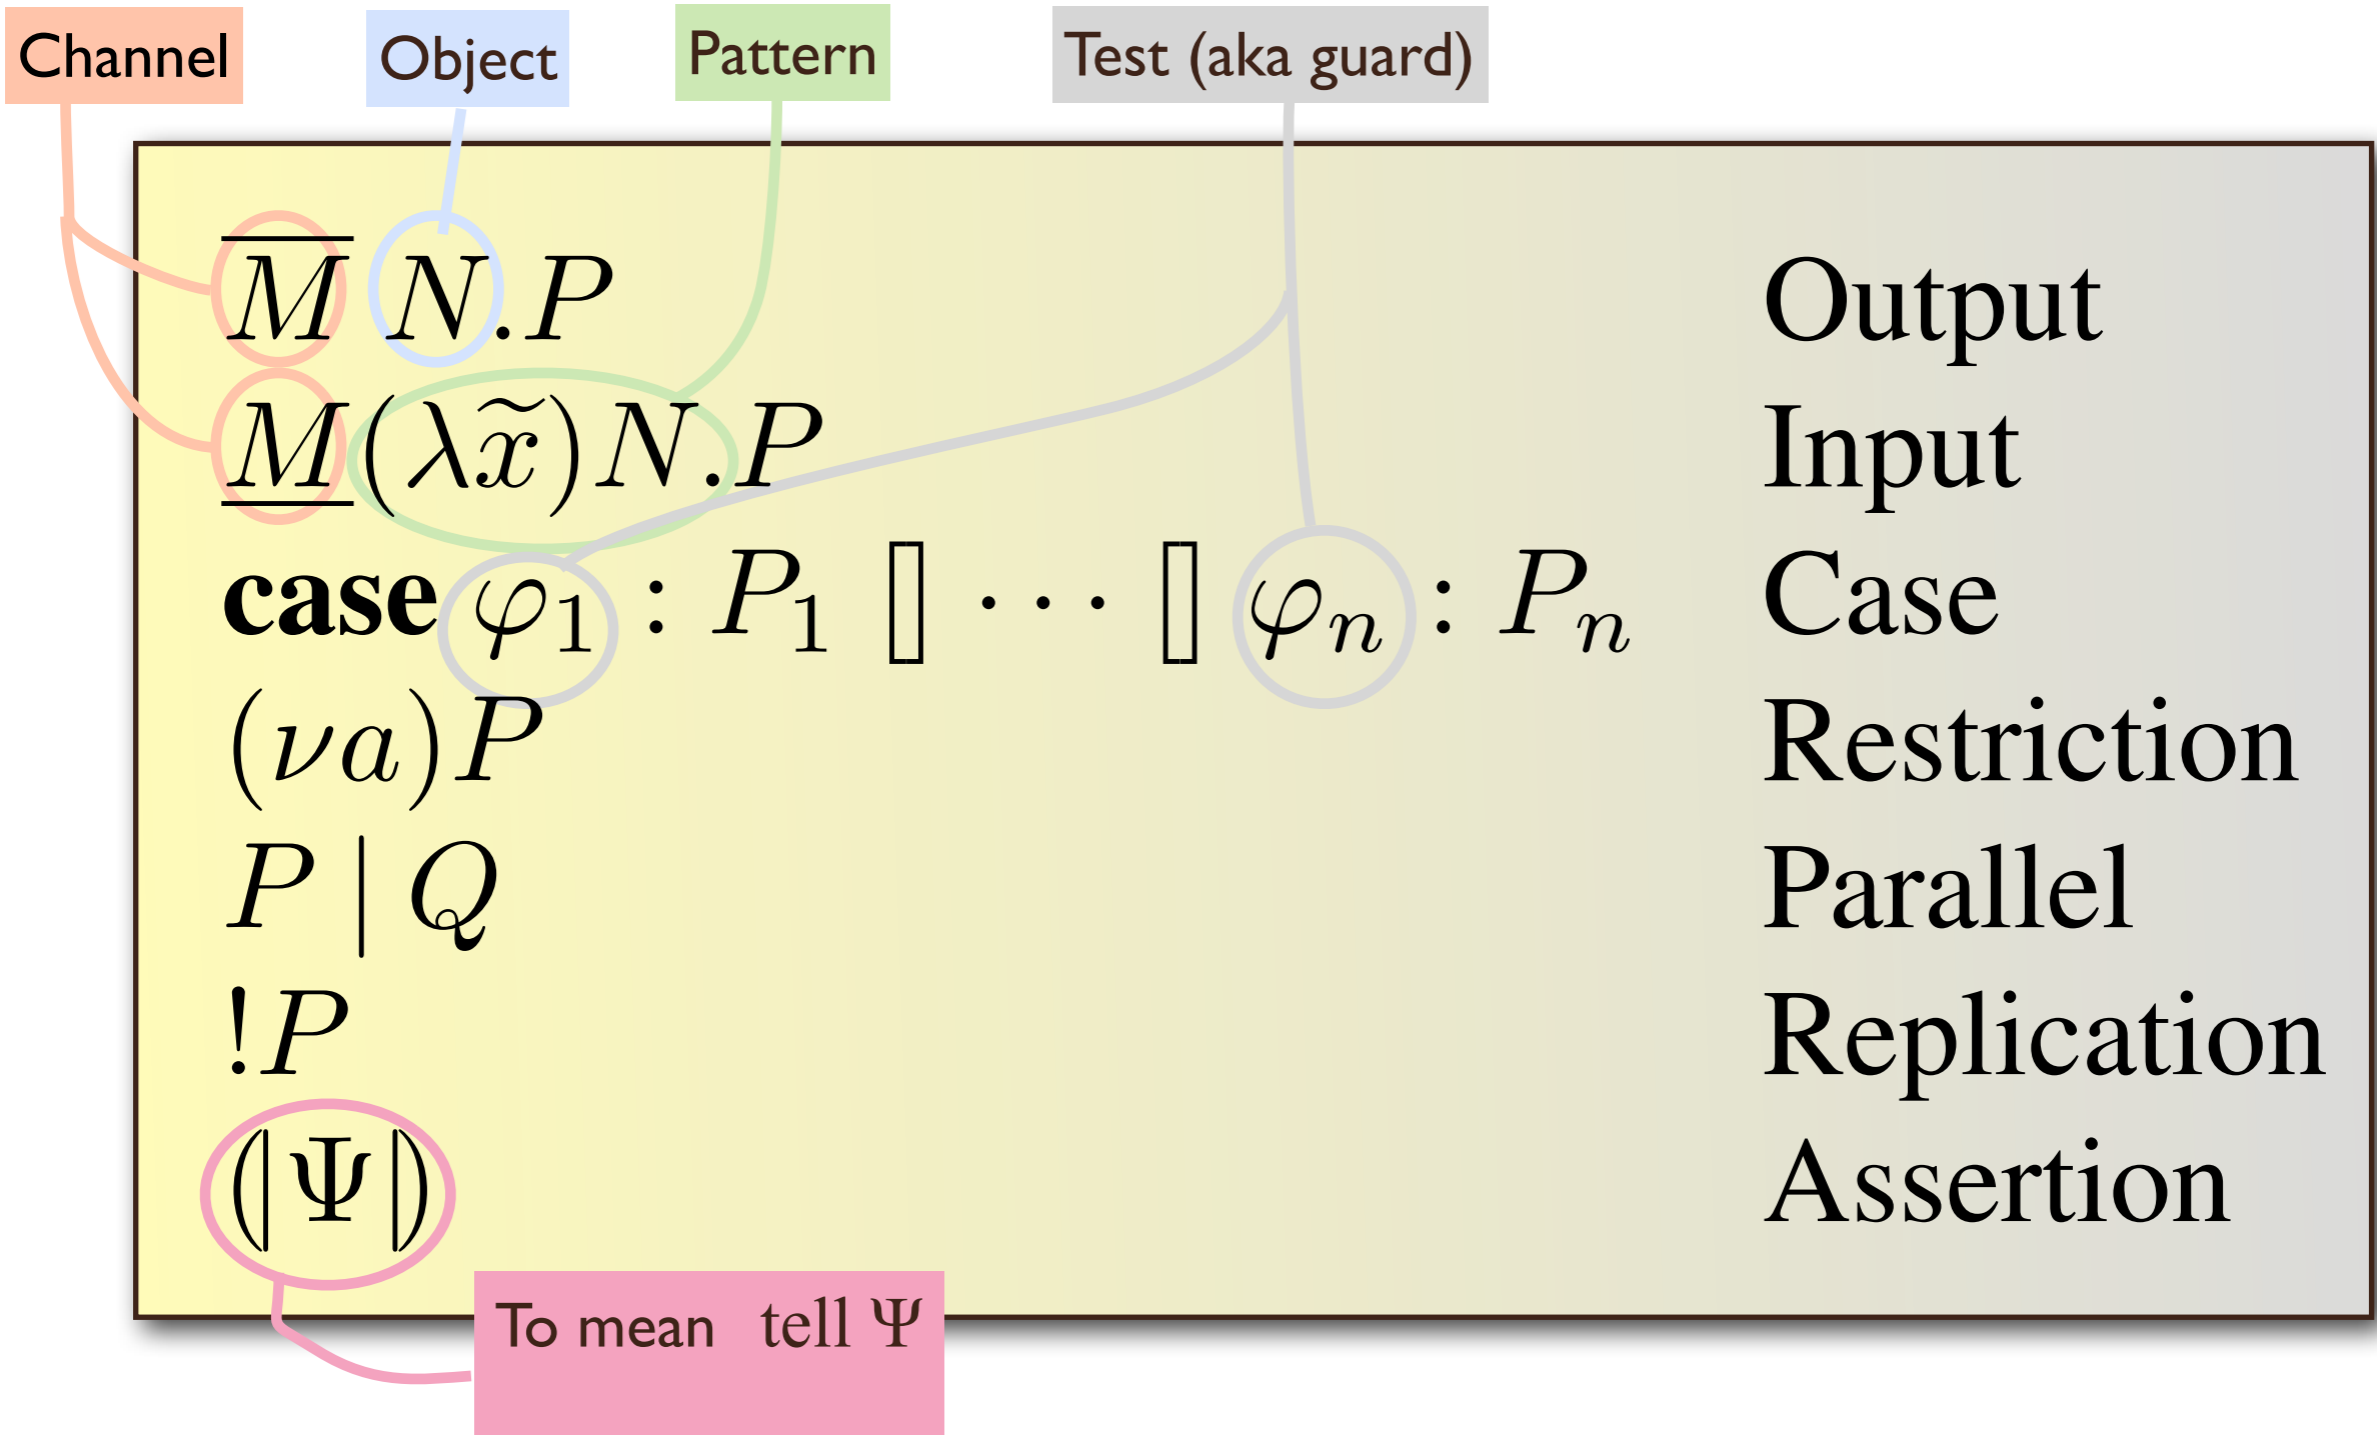 Channel Object Pattern Test (aka guard)
M̅ N.P Output
M̲(λx̃)N.P Input
case φ₁ : P₁ [] ··· [] φₙ : Pₙ Case
(νa)P Restriction
P | Q Parallel
!P Replication
(|Ψ|) Assertion
To mean tell Ψ